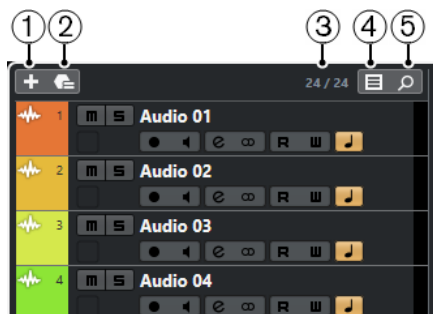 1 2 3 4 5
24 / 24
1 m S Audio 01
e R W
2 m S Audio 02
e R W
3 m S Audio 03
e R W
4 m S Audio 04
e R W